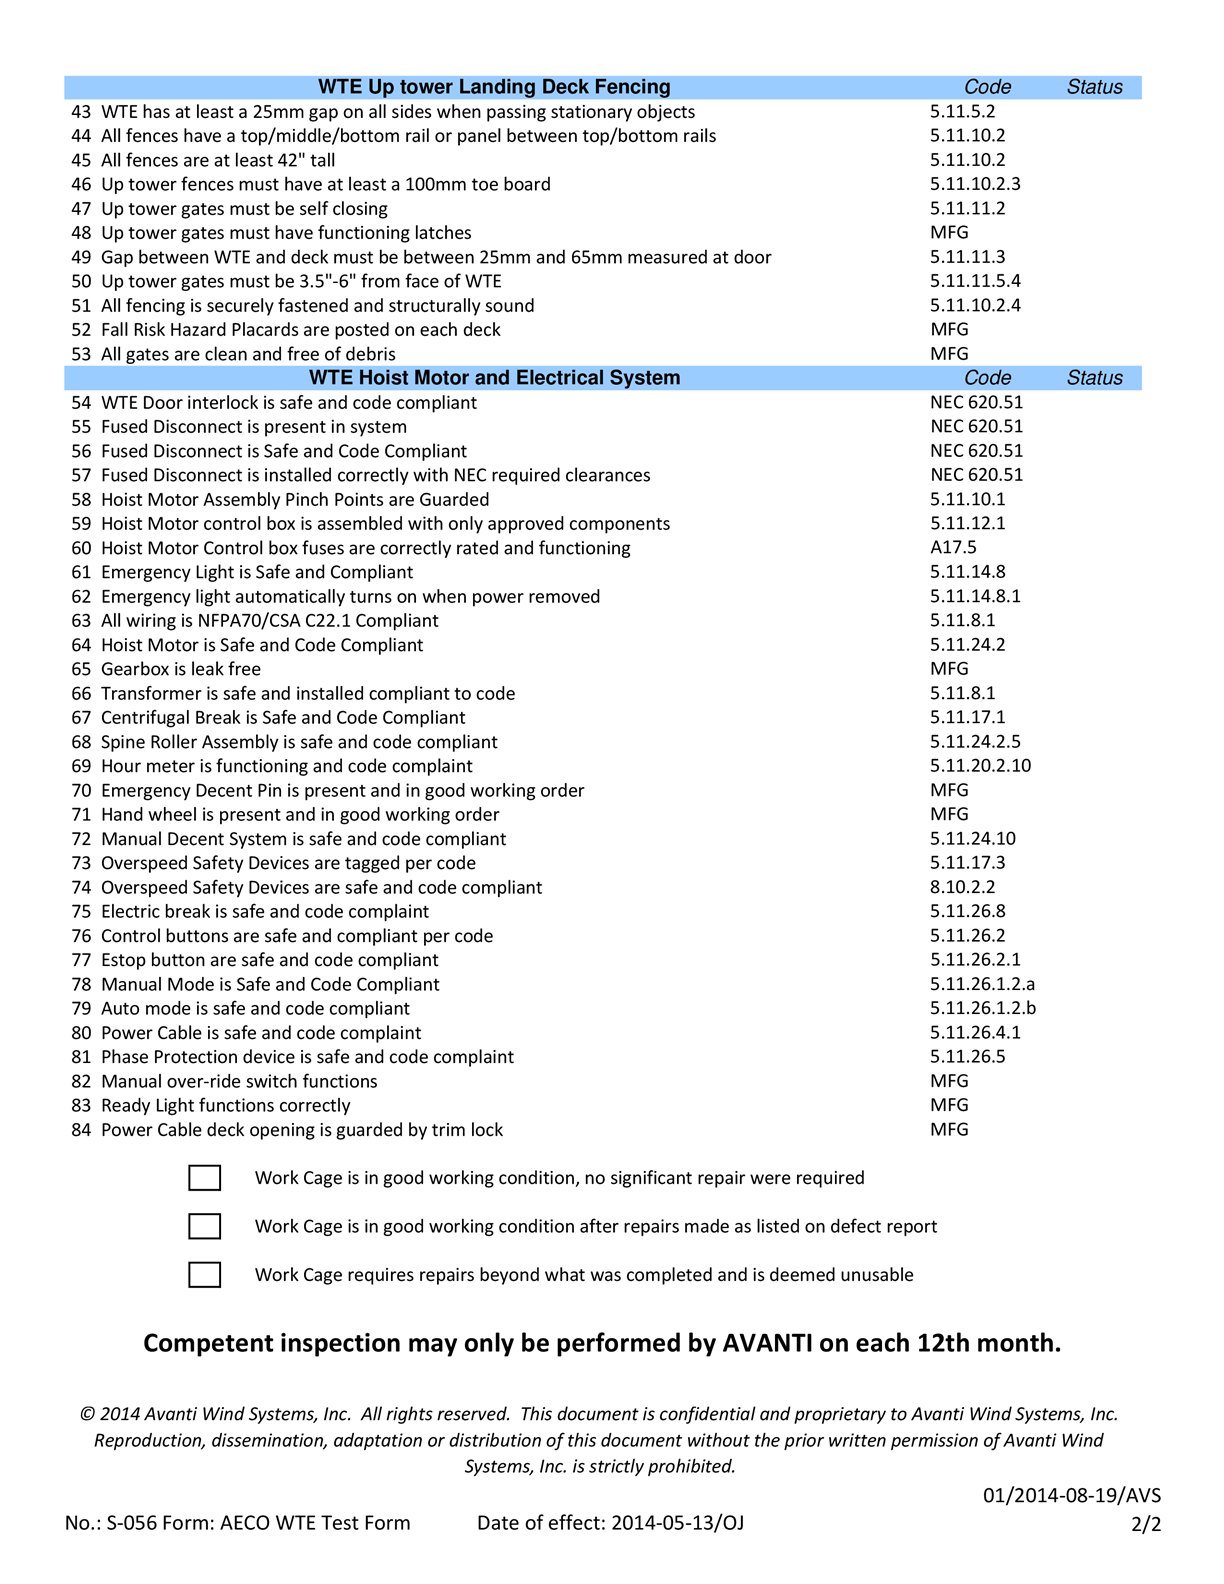 WTE Up tower Landing Deck Fencing Code Status
43 WTE has at least a 25mm gap on all sides when passing stationary objects 5.11.5.2
44 All fences have a top/middle/bottom rail or panel between top/bottom rails 5.11.10.2
45 All fences are at least 42" tall 5.11.10.2
46 Up tower fences must have at least a 100mm toe board 5.11.10.2.3
47 Up tower gates must be self closing 5.11.11.2
48 Up tower gates must have functioning latches MFG
49 Gap between WTE and deck must be between 25mm and 65mm measured at door 5.11.11.3
50 Up tower gates must be 3.5"-6" from face of WTE 5.11.11.5.4
51 All fencing is securely fastened and structurally sound 5.11.10.2.4
52 Fall Risk Hazard Placards are posted on each deck MFG
53 All gates are clean and free of debris MFG
WTE Hoist Motor and Electrical System Code Status
54 WTE Door interlock is safe and code compliant NEC 620.51
55 Fused Disconnect is present in system NEC 620.51
56 Fused Disconnect is Safe and Code Compliant NEC 620.51
57 Fused Disconnect is installed correctly with NEC required clearances NEC 620.51
58 Hoist Motor Assembly Pinch Points are Guarded 5.11.10.1
59 Hoist Motor control box is assembled with only approved components 5.11.12.1
60 Hoist Motor Control box fuses are correctly rated and functioning A17.5
61 Emergency Light is Safe and Compliant 5.11.14.8
62 Emergency light automatically turns on when power removed 5.11.14.8.1
63 All wiring is NFPA70/CSA C22.1 Compliant 5.11.8.1
64 Hoist Motor is Safe and Code Compliant 5.11.24.2
65 Gearbox is leak free MFG
66 Transformer is safe and installed compliant to code 5.11.8.1
67 Centrifugal Break is Safe and Code Compliant 5.11.17.1
68 Spine Roller Assembly is safe and code compliant 5.11.24.2.5
69 Hour meter is functioning and code complaint 5.11.20.2.10
70 Emergency Decent Pin is present and in good working order MFG
71 Hand wheel is present and in good working order MFG
72 Manual Decent System is safe and code compliant 5.11.24.10
73 Overspeed Safety Devices are tagged per code 5.11.17.3
74 Overspeed Safety Devices are safe and code compliant 8.10.2.2
75 Electric break is safe and code complaint 5.11.26.8
76 Control buttons are safe and compliant per code 5.11.26.2
77 Estop button are safe and code compliant 5.11.26.2.1
78 Manual Mode is Safe and Code Compliant 5.11.26.1.2.a
79 Auto mode is safe and code compliant 5.11.26.1.2.b
80 Power Cable is safe and code complaint 5.11.26.4.1
81 Phase Protection device is safe and code complaint 5.11.26.5
82 Manual over-ride switch functions MFG
83 Ready Light functions correctly MFG
84 Power Cable deck opening is guarded by trim lock MFG
Work Cage is in good working condition, no significant repair were required
Work Cage is in good working condition after repairs made as listed on defect report
Work Cage requires repairs beyond what was completed and is deemed unusable
Competent inspection may only be performed by AVANTI on each 12th month.
© 2014 Avanti Wind Systems, Inc. All rights reserved. This document is confidential and proprietary to Avanti Wind Systems, Inc.
Reproduction, dissemination, adaptation or distribution of this document without the prior written permission of Avanti Wind
Systems, Inc. is strictly prohibited.
01/2014-08-19/AVS
No.: S-056 Form: AECO WTE Test Form Date of effect: 2014-05-13/OJ 2/2